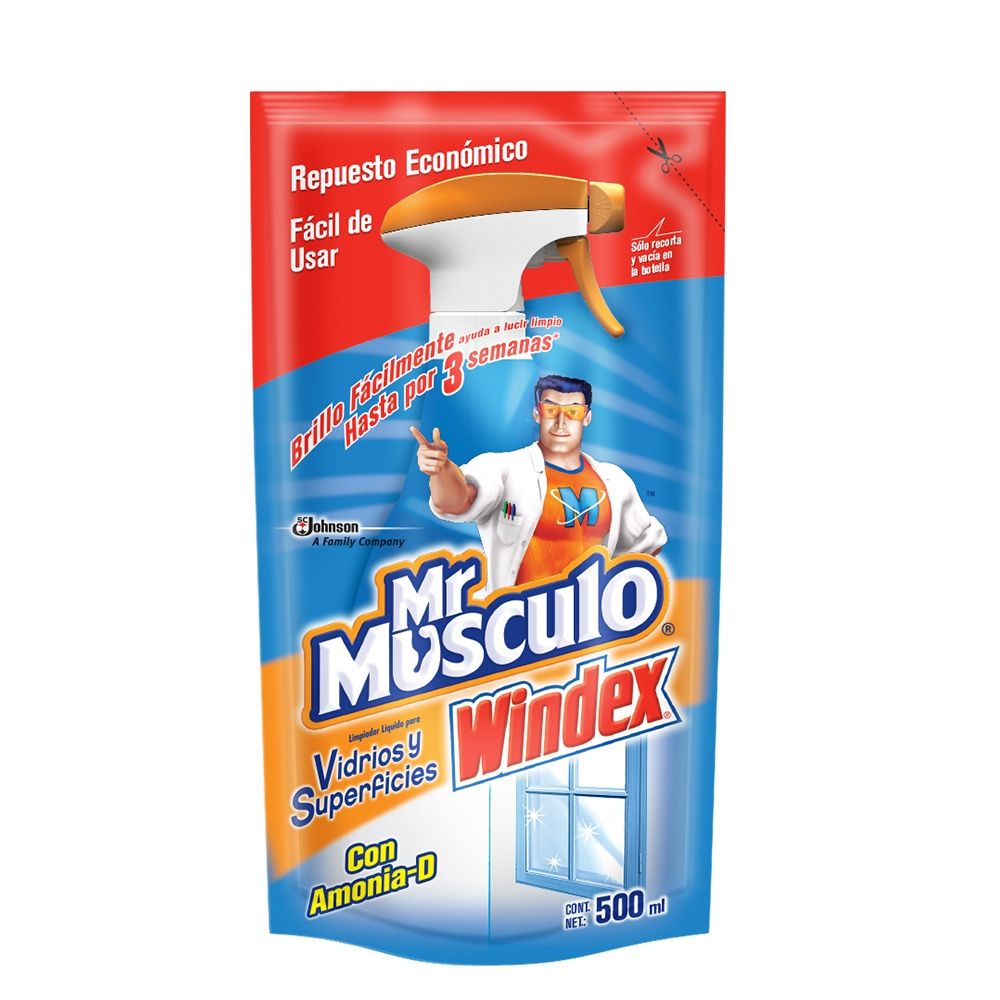 Repuesto Económico
Fácil de
Usar
Sólo recorta
y vacía en
la botella
Brillo Fácilmente ayuda a lucir limpio
Hasta por 3 semanas*
SC Johnson
A Family Company
M
TM
Mr
Musculo®
Windex®
Limpiador Líquido para
Vidrios y
Superficies
Con
Amonia-D
CONT.
NET.: 500 ml